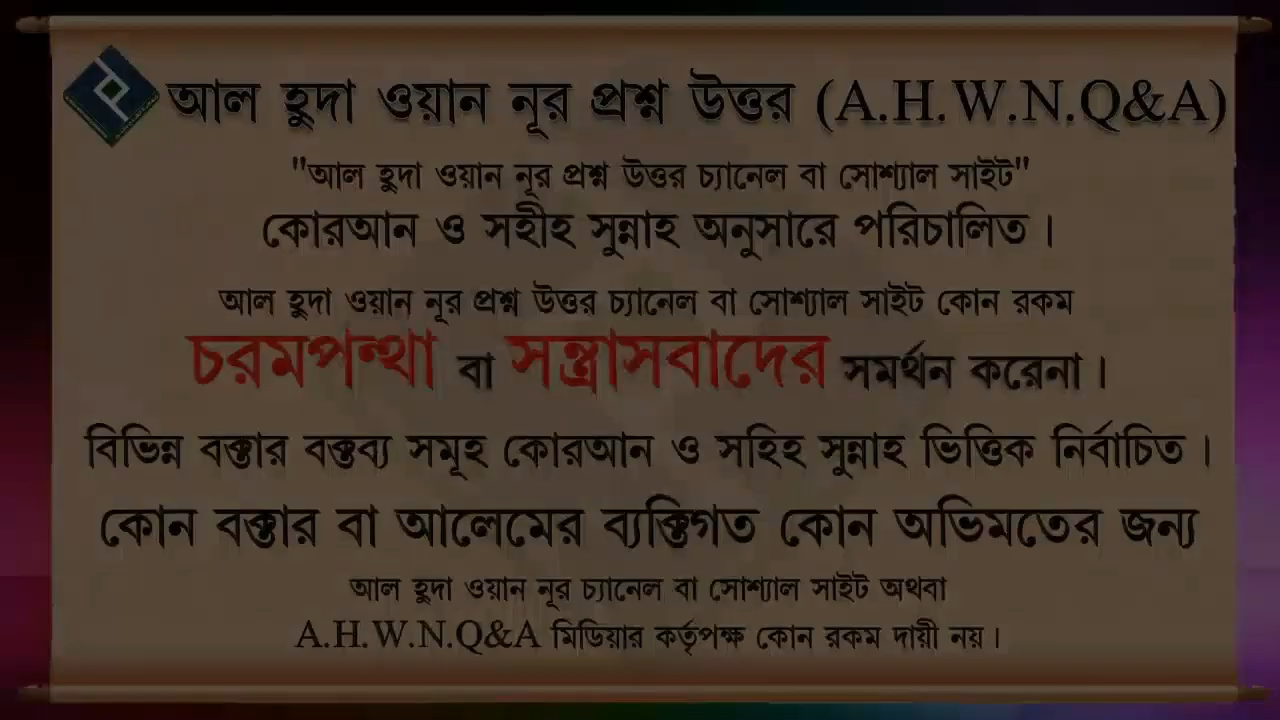 আল হুদা ওয়ান নূর প্রশ্ন উত্তর (A.H.W.N.Q&A)
"আল হুদা ওয়ান নূর প্রশ্ন উত্তর চ্যানেল বা সোশ্যাল সাইট"
কোরআন ও সহীহ সুন্নাহ অনুসারে পরিচালিত ।
আল হুদা ওয়ান নূর প্রশ্ন উত্তর চ্যানেল বা সোশ্যাল সাইট কোন রকম
চরমপন্থা বা সন্ত্রাসবাদের সমর্থন করেনা ।
বিভিন্ন বক্তার বক্তব্য সমূহ কোরআন ও সহিহ সুন্নাহ ভিত্তিক নির্বাচিত ।
কোন বক্তার বা আলেমের ব্যক্তিগত কোন অভিমতের জন্য
আল হুদা ওয়ান নূর চ্যানেল বা সোশ্যাল সাইট অথবা
A.H.W.N.Q&A মিডিয়ার কর্তৃপক্ষ কোন রকম দায়ী নয় ।